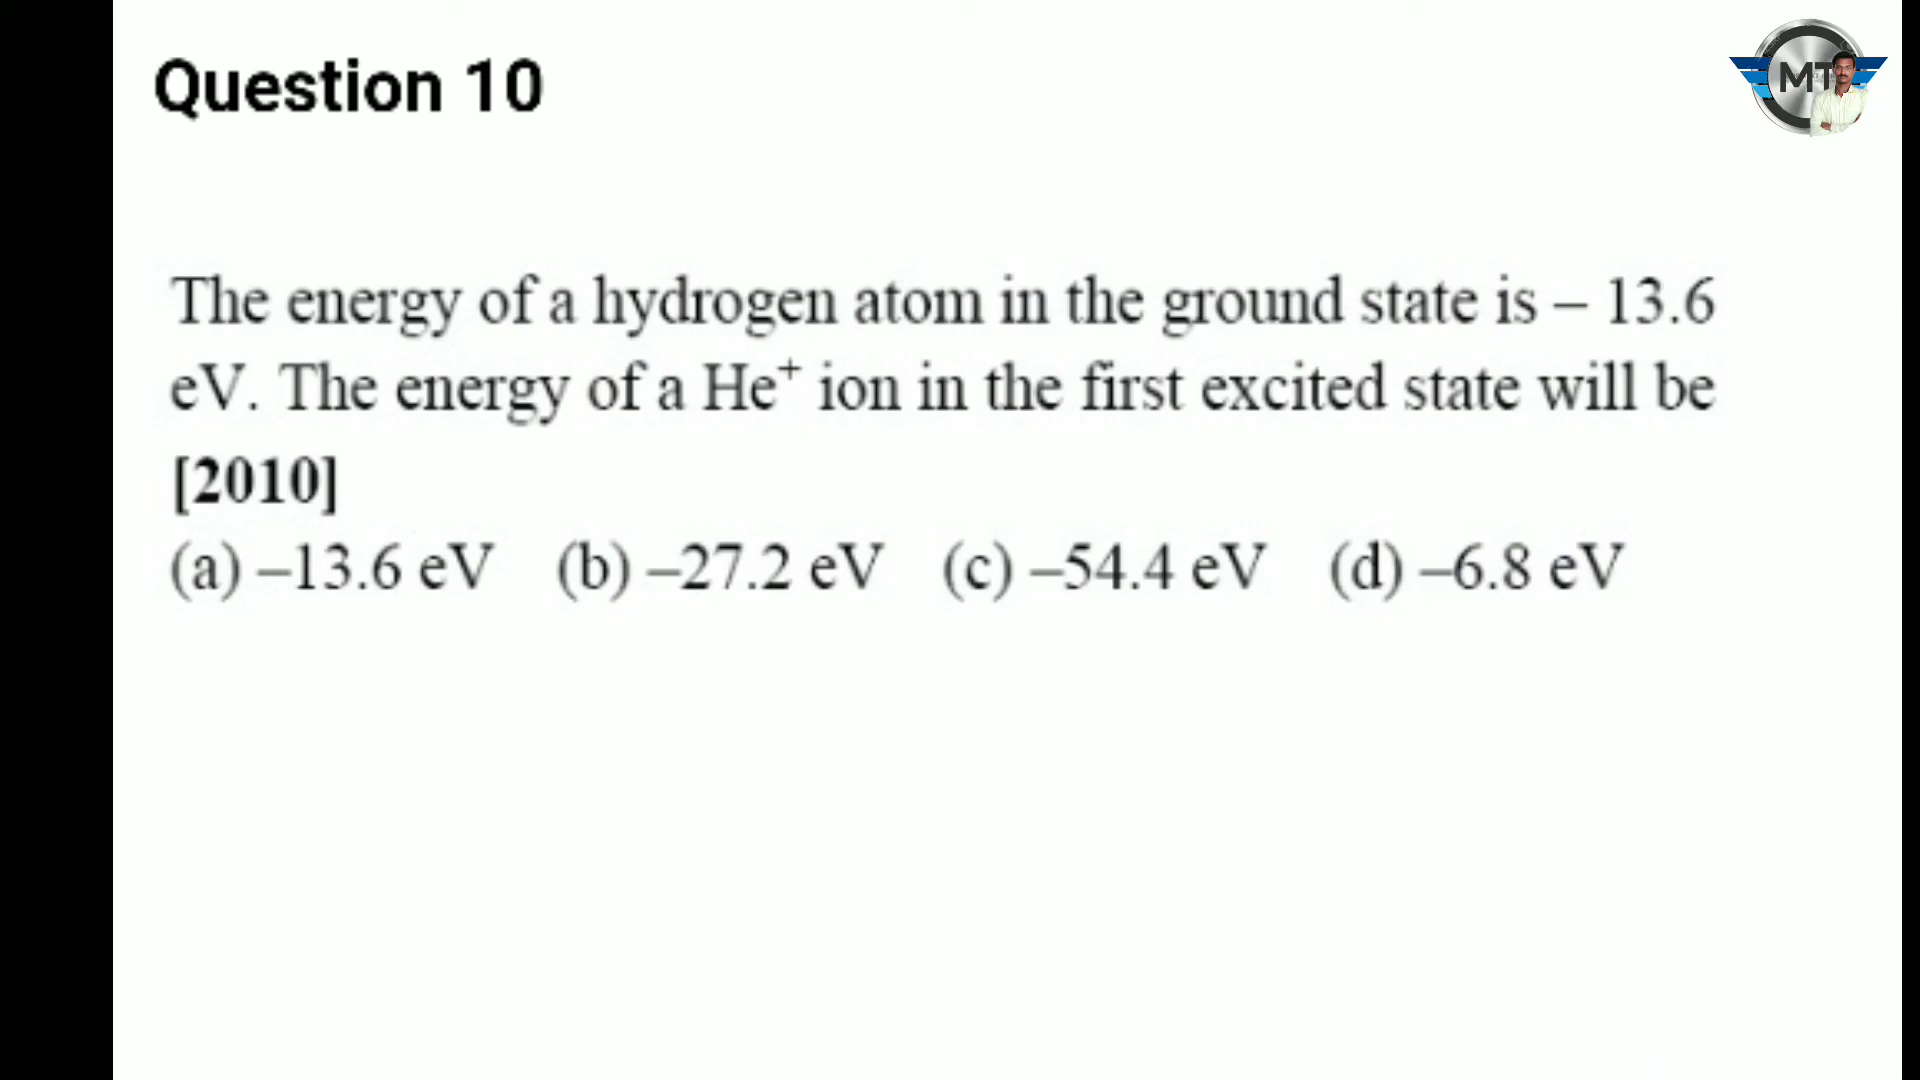 Question 10
MT
The energy of a hydrogen atom in the ground state is – 13.6
eV. The energy of a He⁺ ion in the first excited state will be
[2010]
(a) –13.6 eV (b) –27.2 eV (c) –54.4 eV (d) –6.8 eV